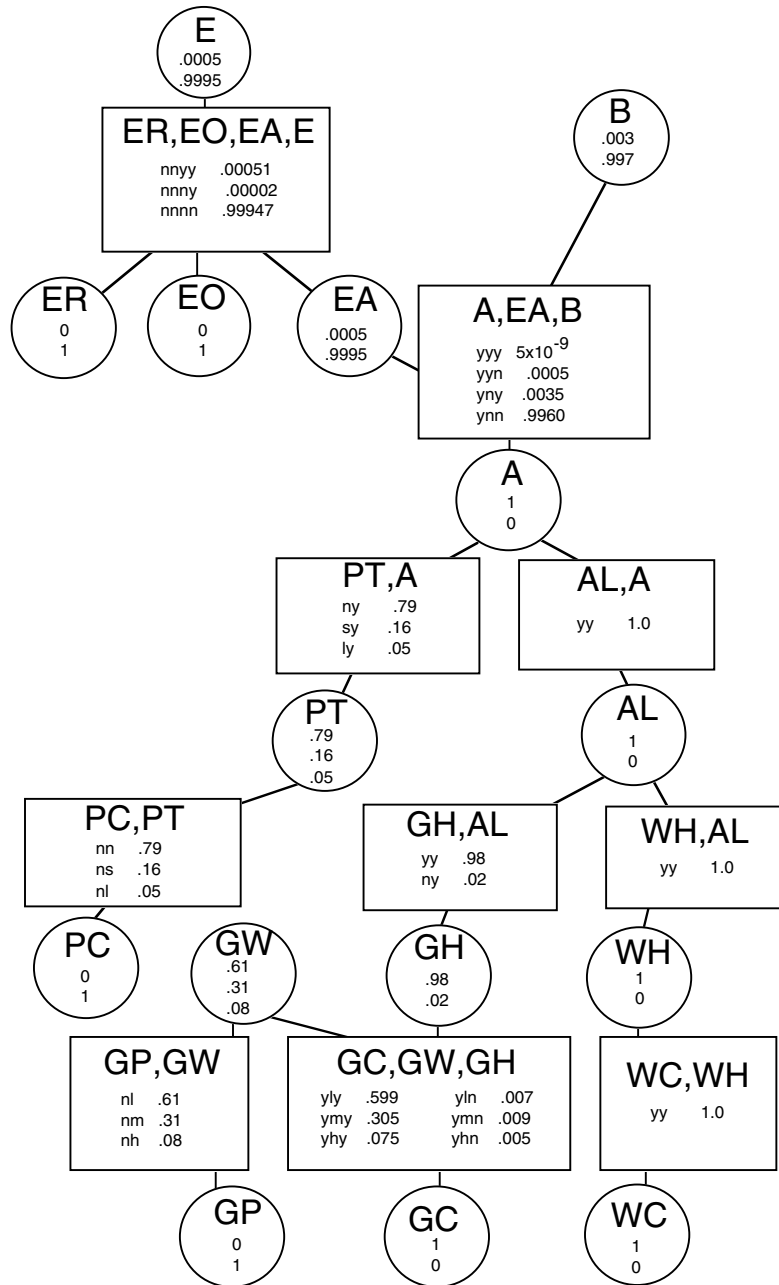 E
.0005
.9995
B
.003
.997
ER,EO,EA,E
nnyy .00051
nnny .00002
nnnn .99947
ER
0
1
EO
0
1
EA
.0005
.9995
A,EA,B
yyy 5x10-9
yyn .0005
yny .0035
ynn .9960
A
1
0
PT,A
ny .79
sy .16
ly .05
AL,A
yy 1.0
PT
.79
.16
.05
AL
1
0
PC,PT
nn .79
ns .16
nl .05
GH,AL
yy .98
ny .02
WH,AL
yy 1.0
PC
0
1
GW
.61
.31
.08
GH
.98
.02
WH
1
0
GP,GW
nl .61
nm .31
nh .08
GC,GW,GH
yly .599 yln .007
ymy .305 ymn .009
yhy .075 yhn .005
WC,WH
yy 1.0
GP
0
1
GC
1
0
WC
1
0